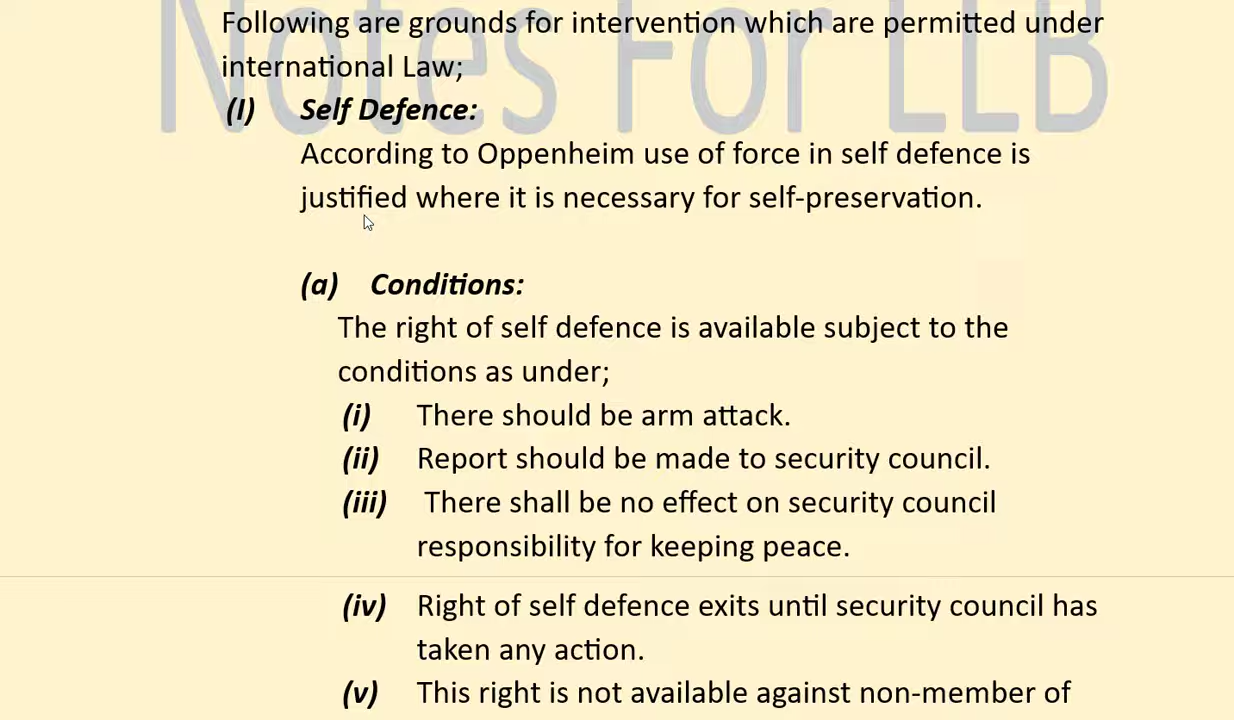 Notes For LLB
Following are grounds for intervention which are permitted under
international Law;
(I) Self Defence:
According to Oppenheim use of force in self defence is
justified where it is necessary for self-preservation.
(a) Conditions:
The right of self defence is available subject to the
conditions as under;
(i) There should be arm attack.
(ii) Report should be made to security council.
(iii) There shall be no effect on security council
responsibility for keeping peace.
(iv) Right of self defence exits until security council has
taken any action.
(v) This right is not available against non-member of